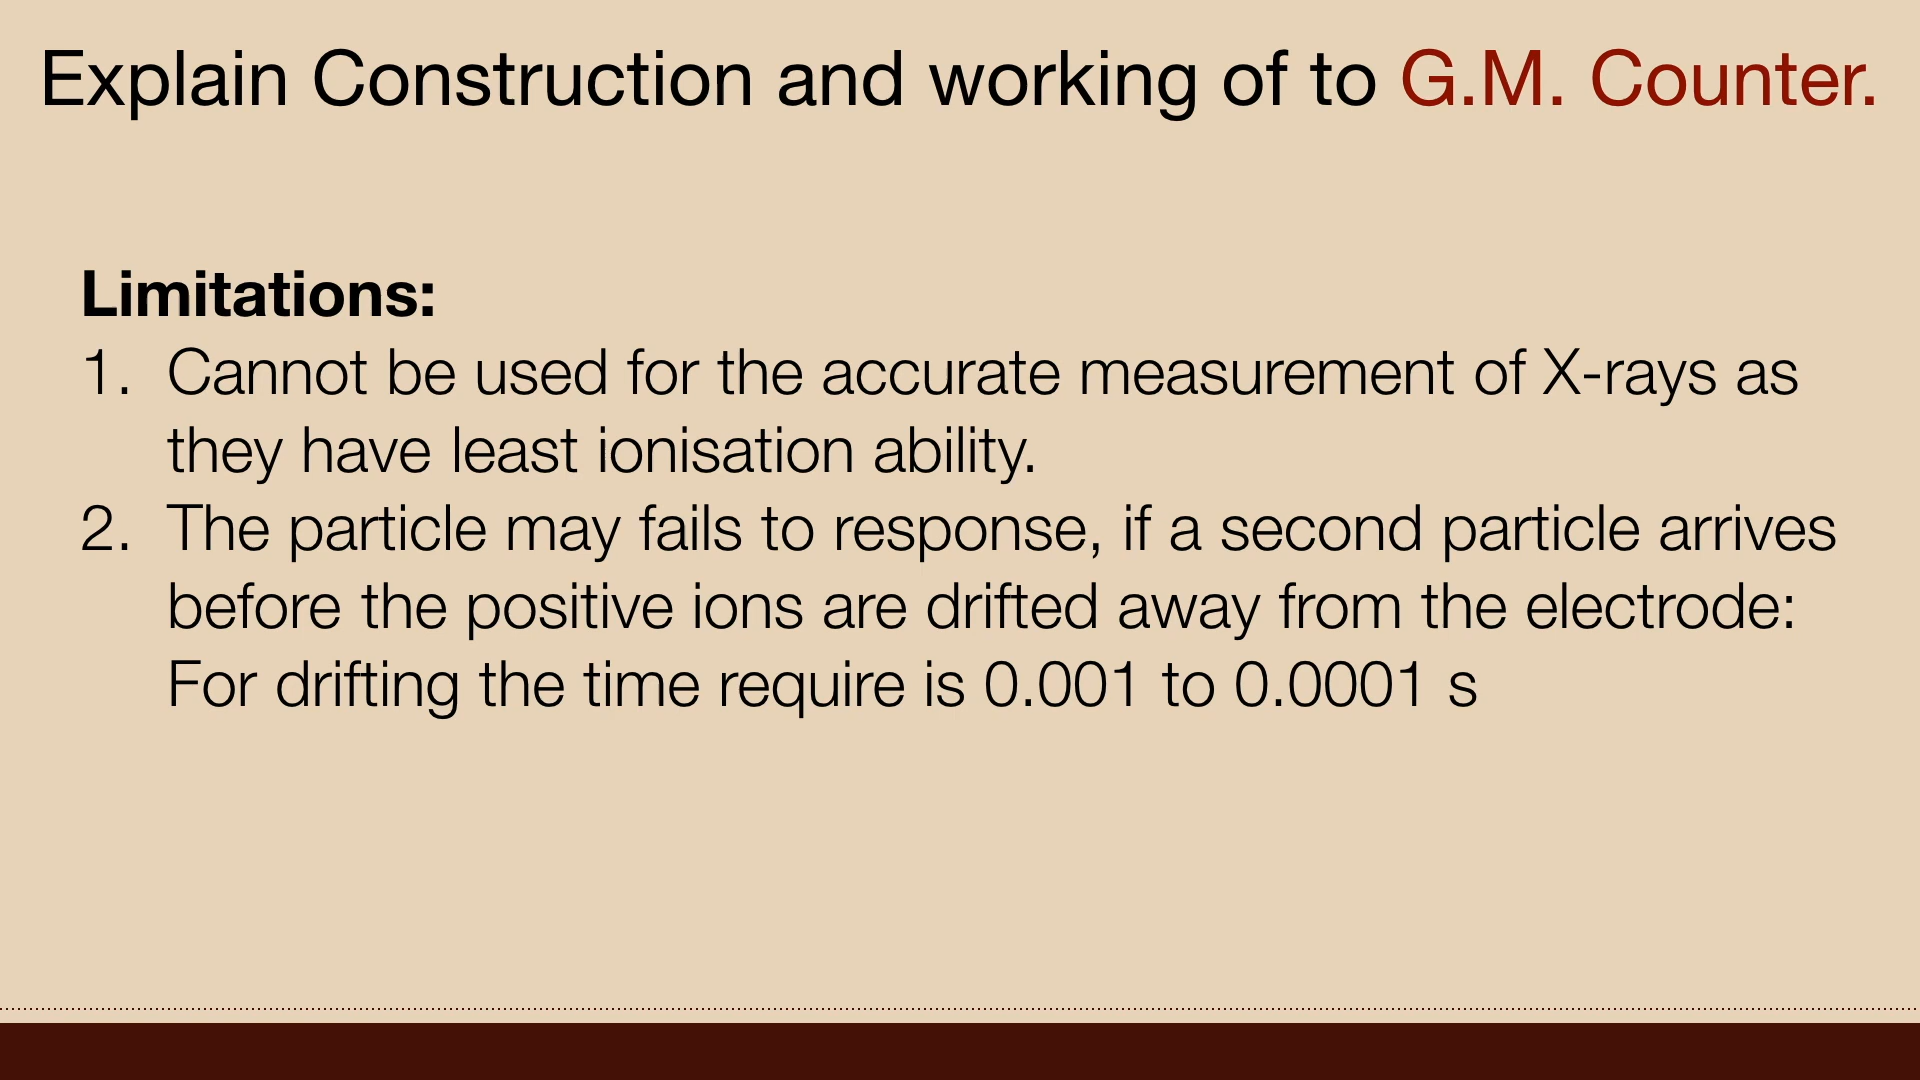 Explain Construction and working of to G.M. Counter.
Limitations:
1. Cannot be used for the accurate measurement of X-rays as
they have least ionisation ability.
2. The particle may fails to response, if a second particle arrives
before the positive ions are drifted away from the electrode:
For drifting the time require is 0.001 to 0.0001 s